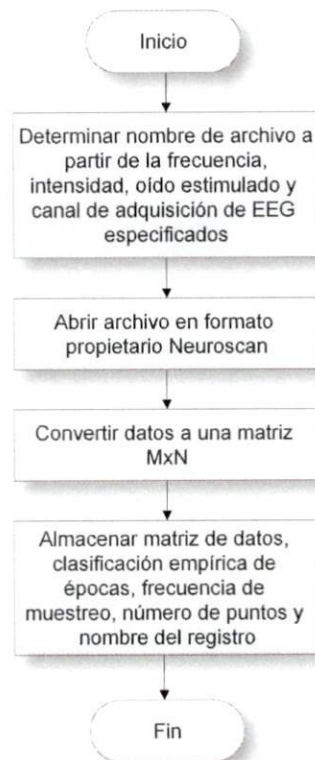 Inicio
Determinar nombre de archivo a
partir de la frecuencia,
intensidad, oído estimulado y
canal de adquisición de EEG
especificados
Abrir archivo en formato
propietario Neuroscan
Convertir datos a una matriz
MxN
Almacenar matriz de datos,
clasificación empírica de
épocas, frecuencia de
muestreo, número de puntos y
nombre del registro
Fin